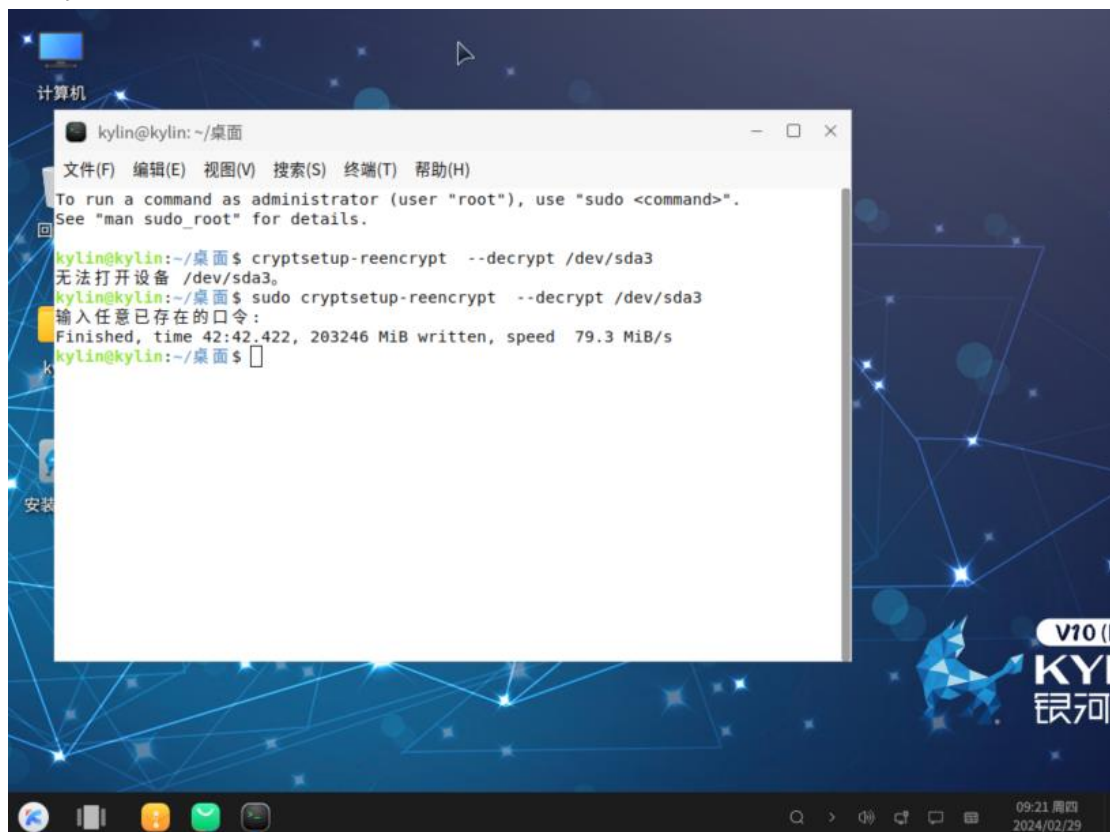 计算机
kylin@kylin: ~/桌面
文件(F) 编辑(E) 视图(V) 搜索(S) 终端(T) 帮助(H)
To run a command as administrator (user "root"), use "sudo <command>".
See "man sudo_root" for details.
kylin@kylin:~/桌面$ cryptsetup-reencrypt   --decrypt /dev/sda3
无法打开设备 /dev/sda3。
kylin@kylin:~/桌面$ sudo cryptsetup-reencrypt   --decrypt /dev/sda3
输入任意已存在的口令:
Finished, time 42:42.422, 203246 MiB written, speed  79.3 MiB/s
kylin@kylin:~/桌面$
回
安装
V10
KY
银河
09:21 周四
2024/02/29